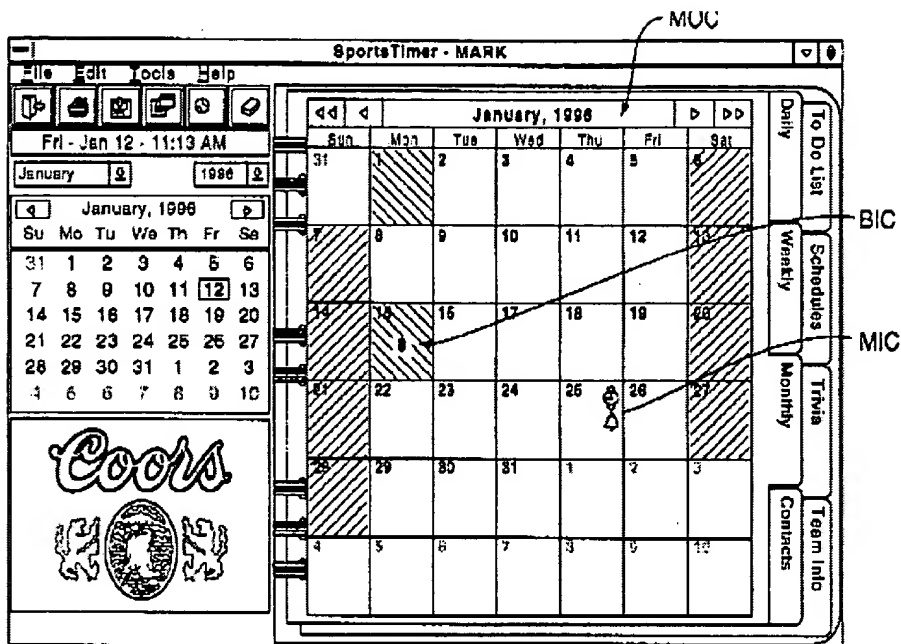 MOC
SportsTimer - MARK
File Edit Tools Help
Fri - Jan 12 - 11:13 AM
January 1996
January, 1996
Su Mo Tu We Th Fr Sa
31 1 2 3 4 5 6
7 8 9 10 11 12 13
14 15 16 17 18 19 20
21 22 23 24 25 26 27
28 29 30 31 1 2 3
4 5 6 7 8 9 10
Coors
January, 1996
Sun Mon Tue Wed Thu Fri Sat
31 1 2 3 4 5 6
7 8 9 10 11 12 13
14 15 16 17 18 19 20
21 22 23 24 25 26 27
28 29 30 31 1 2 3
4 5 6 7 8 9 10
Daily
Weekly
Monthly
Contacts
To Do List
Schedules
Trivia
Team Info
BIC
MIC